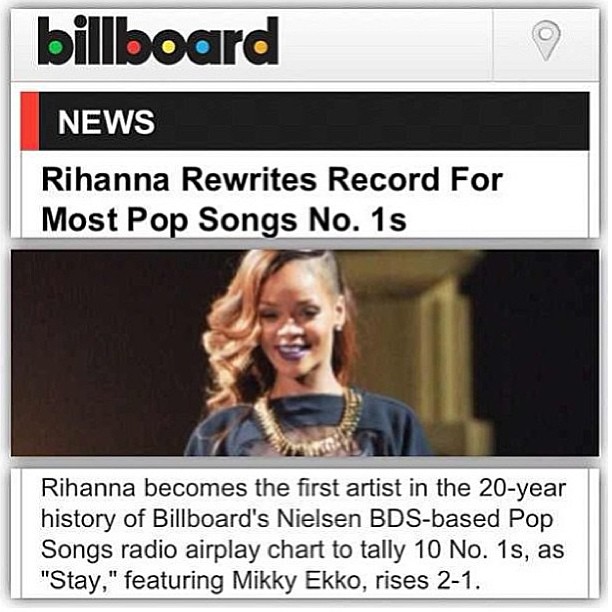 billboard
NEWS
Rihanna Rewrites Record For
Most Pop Songs No. 1s
Rihanna becomes the first artist in the 20-year
history of Billboard's Nielsen BDS-based Pop
Songs radio airplay chart to tally 10 No. 1s, as
"Stay," featuring Mikky Ekko, rises 2-1.